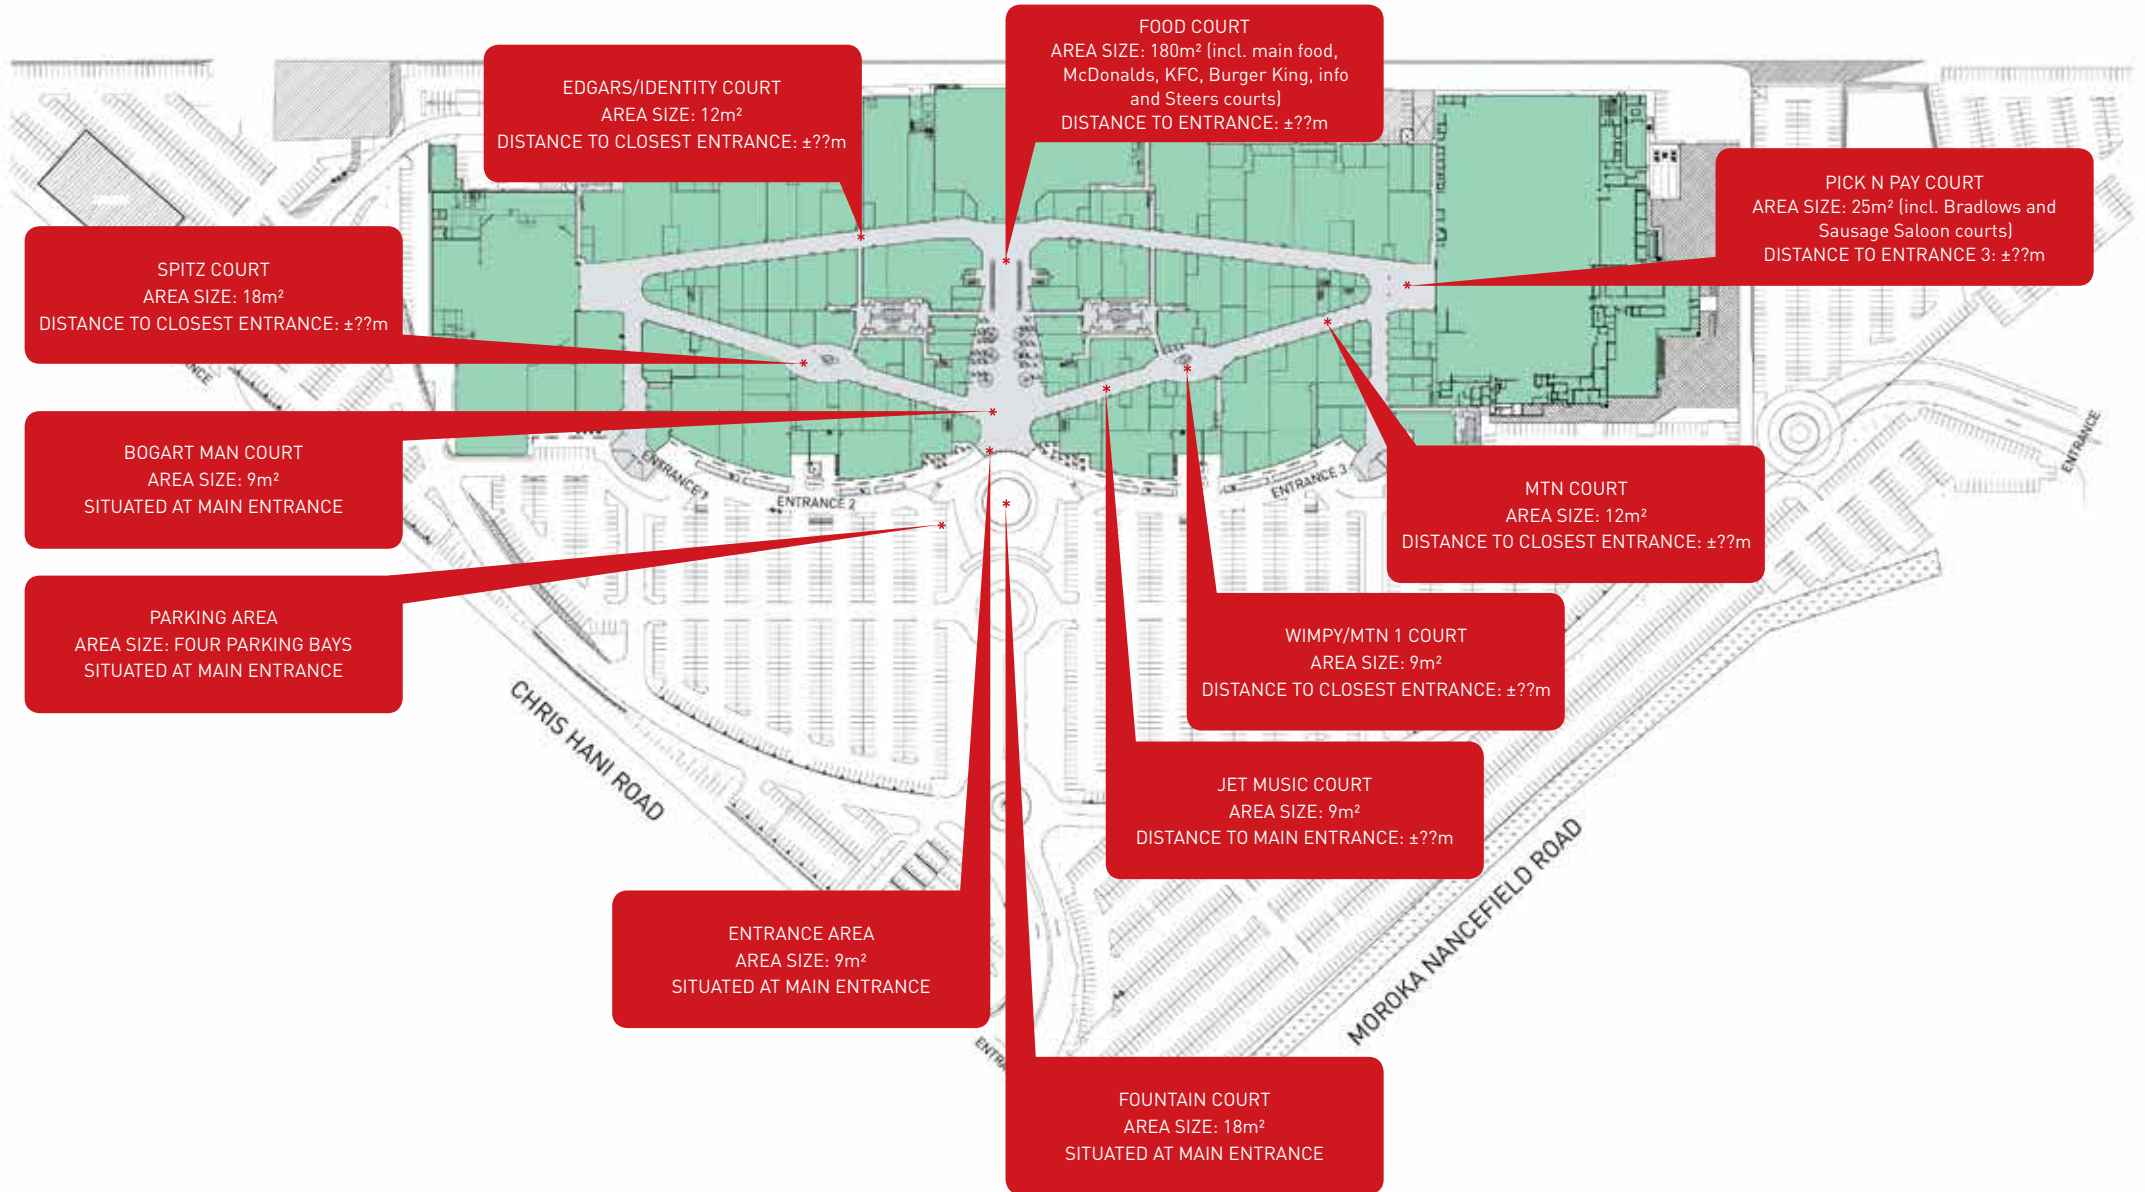 FOOD COURT
AREA SIZE: 180m² (incl. main food,
McDonalds, KFC, Burger King, info
and Steers courts)
DISTANCE TO ENTRANCE: ±??m
EDGARS/IDENTITY COURT
AREA SIZE: 12m²
DISTANCE TO CLOSEST ENTRANCE: ±??m
PICK N PAY COURT
AREA SIZE: 25m² (incl. Bradlows and
Sausage Saloon courts)
DISTANCE TO ENTRANCE 3: ±??m
SPITZ COURT
AREA SIZE: 18m²
DISTANCE TO CLOSEST ENTRANCE: ±??m
BOGART MAN COURT
AREA SIZE: 9m²
SITUATED AT MAIN ENTRANCE
ENTRANCE 1
ENTRANCE 2
ENTRANCE 3
ENTRANCE
MTN COURT
AREA SIZE: 12m²
DISTANCE TO CLOSEST ENTRANCE: ±??m
PARKING AREA
AREA SIZE: FOUR PARKING BAYS
SITUATED AT MAIN ENTRANCE
WIMPY/MTN 1 COURT
AREA SIZE: 9m²
DISTANCE TO CLOSEST ENTRANCE: ±??m
CHRIS HANI ROAD
JET MUSIC COURT
AREA SIZE: 9m²
DISTANCE TO MAIN ENTRANCE: ±??m
MOROKA NANCEFIELD ROAD
ENTRANCE AREA
AREA SIZE: 9m²
SITUATED AT MAIN ENTRANCE
FOUNTAIN COURT
AREA SIZE: 18m²
SITUATED AT MAIN ENTRANCE